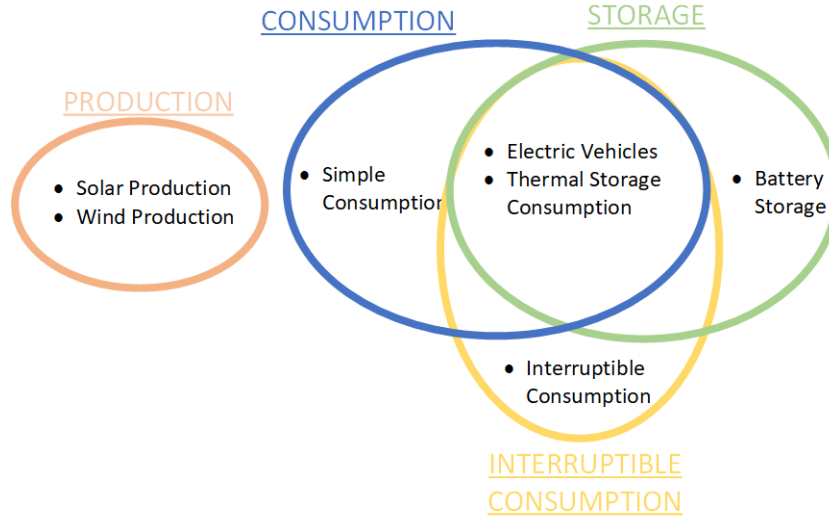 CONSUMPTION
STORAGE
PRODUCTION
• Solar Production
• Wind Production
• Simple
Consumption
• Electric Vehicles
• Thermal Storage
Consumption
• Battery
Storage
• Interruptible
Consumption
INTERRUPTIBLE
CONSUMPTION